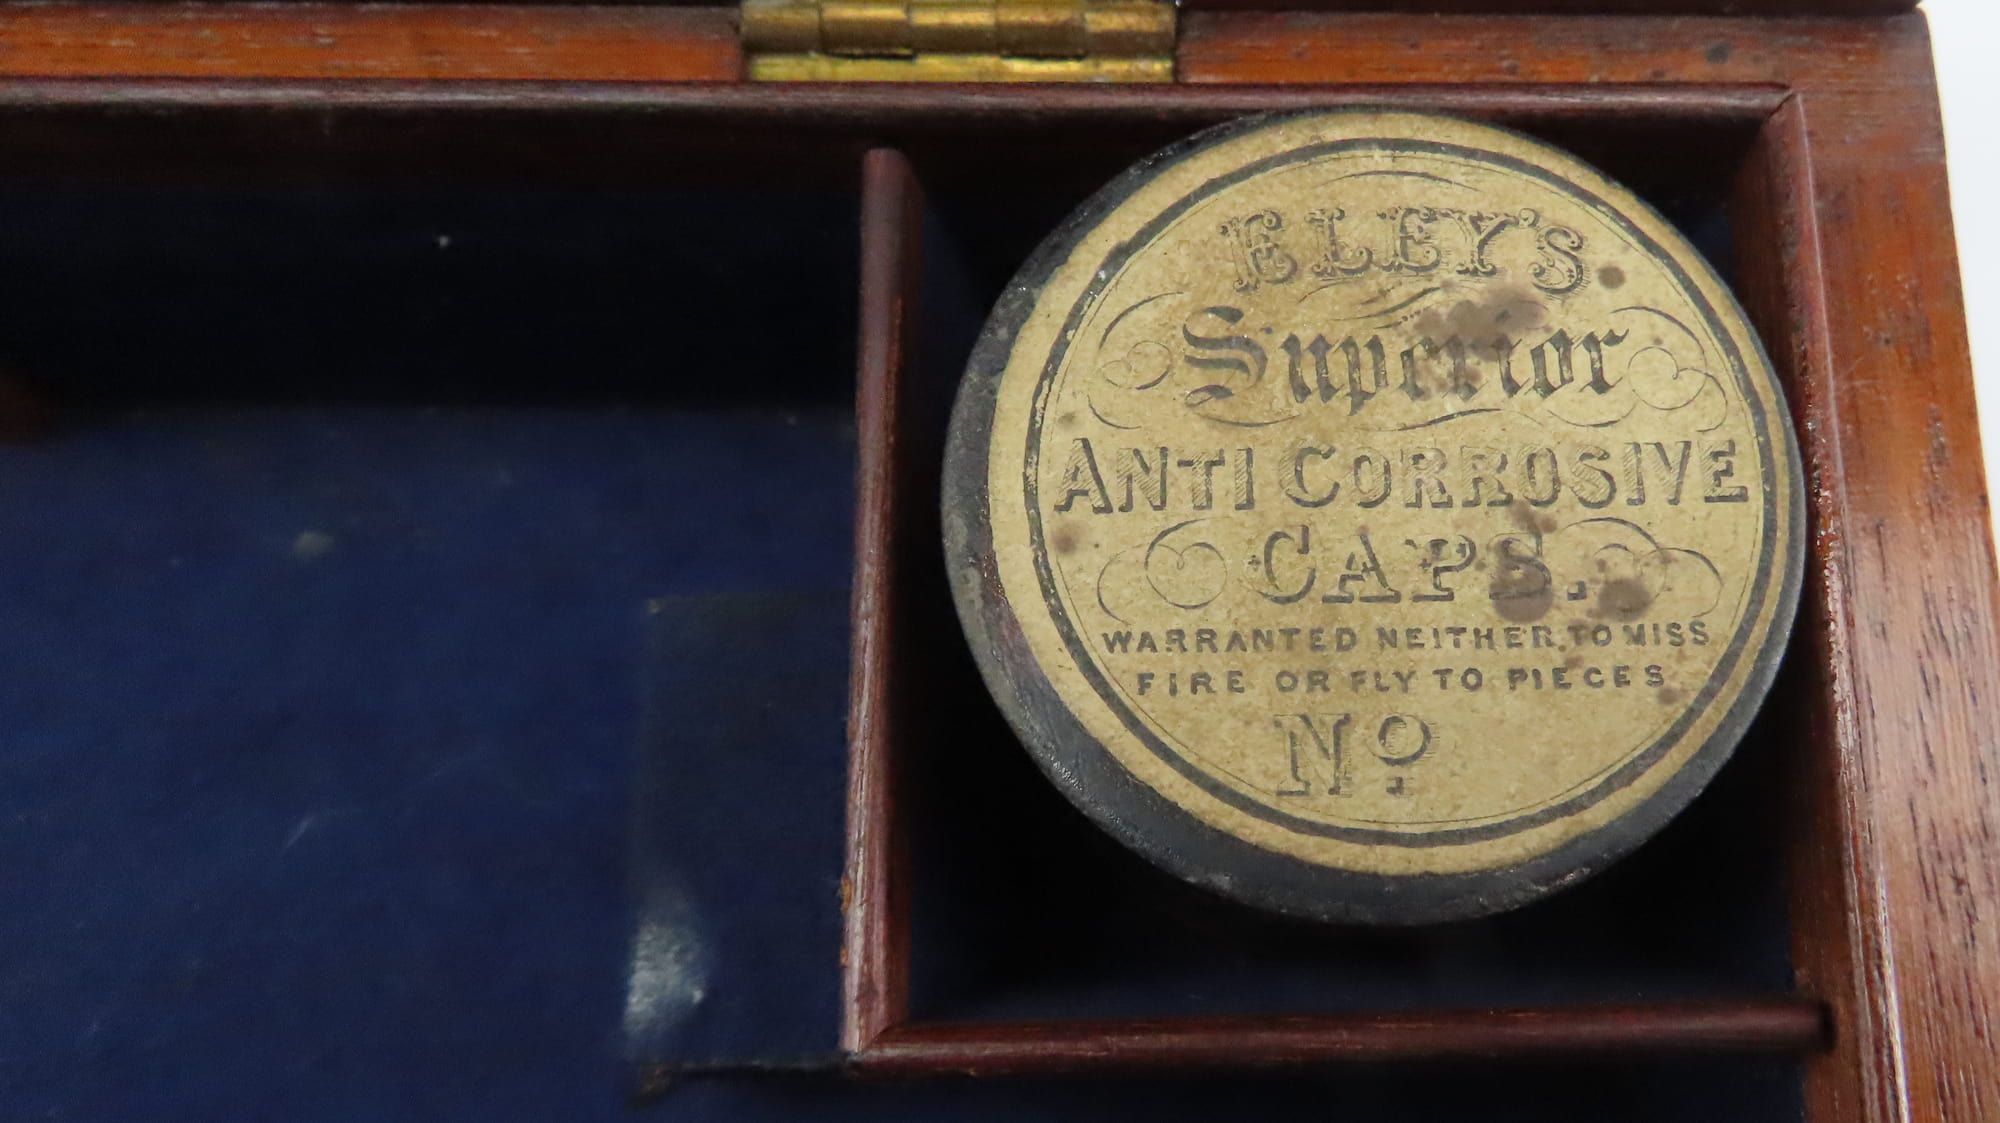 ELEY'S
Superior
ANTI CORROSIVE
CAPS.
WARRANTED NEITHER TO MISS
FIRE OR FLY TO PIECES
No